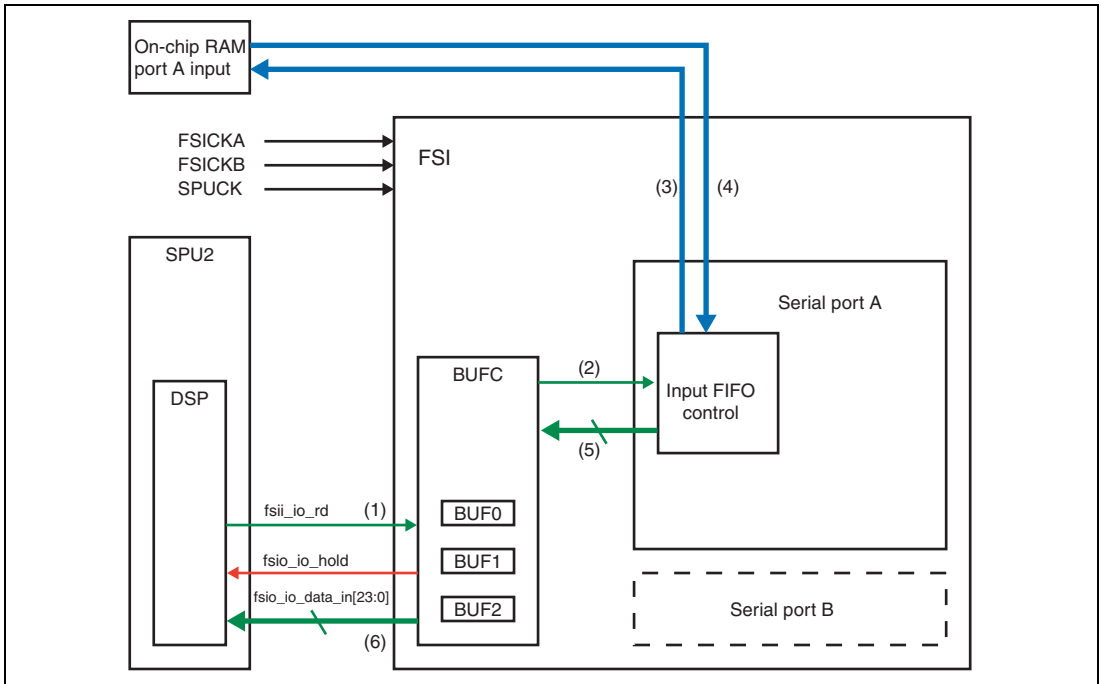 On-chip RAM
port A input
FSICKA
FSICKB
SPUCK
FSI
(3)
(4)
SPU2
Serial port A
BUFC
(2)
Input FIFO
control
DSP
(5)
fsii_io_rd
(1)
BUF0
fsio_io_hold
BUF1
fsio_io_data_in[23:0]
BUF2
(6)
Serial port B